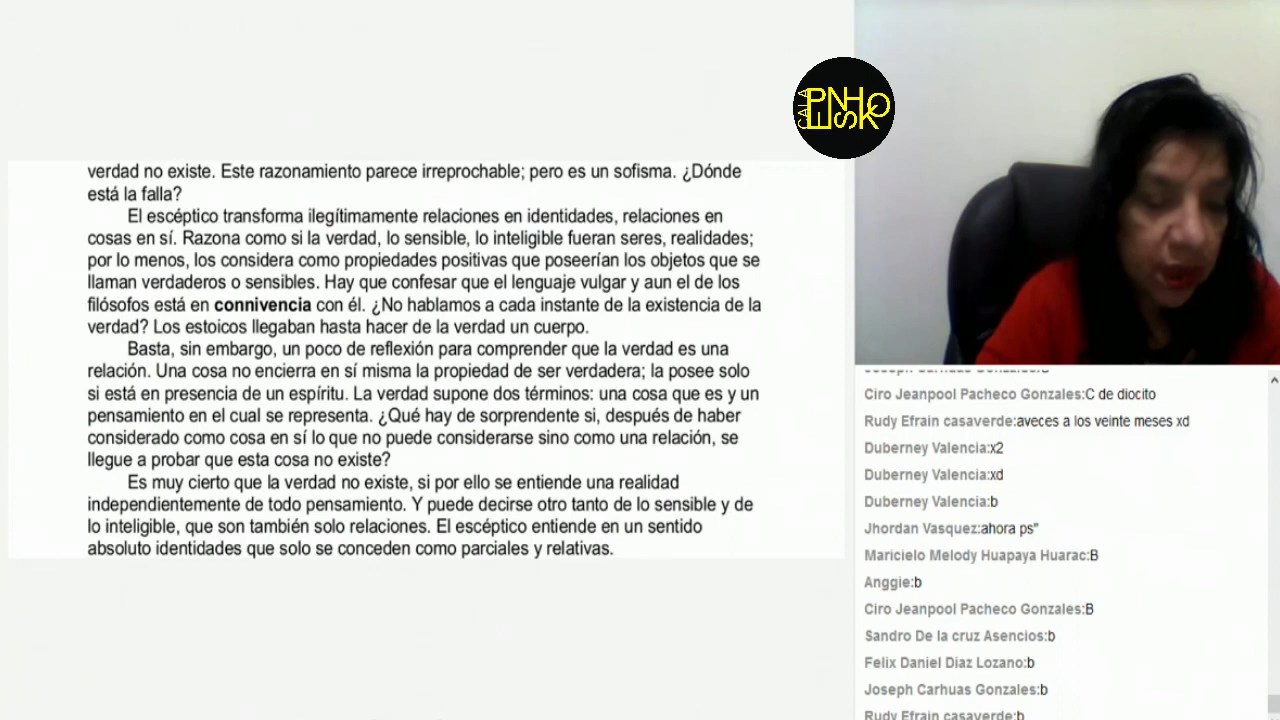 verdad no existe. Este razonamiento parece irreprochable; pero es un sofisma. ¿Dónde
está la falla?
El escéptico transforma ilegítimamente relaciones en identidades, relaciones en
cosas en sí. Razona como si la verdad, lo sensible, lo inteligible fueran seres, realidades;
por lo menos, los considera como propiedades positivas que poseerían los objetos que se
llaman verdaderos o sensibles. Hay que confesar que el lenguaje vulgar y aun el de los
filósofos está en connivencia con él. ¿No hablamos a cada instante de la existencia de la
verdad? Los estoicos llegaban hasta hacer de la verdad un cuerpo.
Basta, sin embargo, un poco de reflexión para comprender que la verdad es una
relación. Una cosa no encierra en sí misma la propiedad de ser verdadera; la posee solo
si está en presencia de un espíritu. La verdad supone dos términos: una cosa que es y un
pensamiento en el cual se representa. ¿Qué hay de sorprendente si, después de haber
considerado como cosa en sí lo que no puede considerarse sino como una relación, se
llegue a probar que esta cosa no existe?
Es muy cierto que la verdad no existe, si por ello se entiende una realidad
independientemente de todo pensamiento. Y puede decirse otro tanto de lo sensible y de
lo inteligible, que son también solo relaciones. El escéptico entiende en un sentido
absoluto identidades que solo se conceden como parciales y relativas.
CALA
PENSHKO
Ciro Jeanpool Pacheco Gonzales:C de diocito
Rudy Efrain casaverde:aveces a los veinte meses xd
Duberney Valencia:x2
Duberney Valencia:xd
Duberney Valencia:b
Jhordan Vasquez:ahora ps"
Maricielo Melody Huapaya Huarac:B
Anggie:b
Ciro Jeanpool Pacheco Gonzales:B
Sandro De la cruz Asencios:b
Felix Daniel Diaz Lozano:b
Joseph Carhuas Gonzales:b
Rudy Efrain casaverde:b